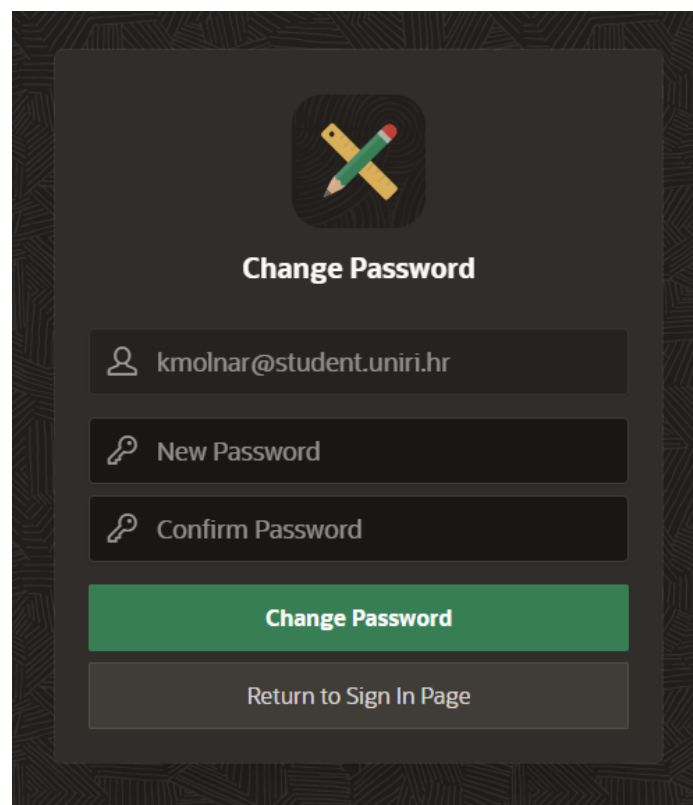 Change Password
kmolnar@student.uniri.hr
New Password
Confirm Password
Change Password
Return to Sign In Page